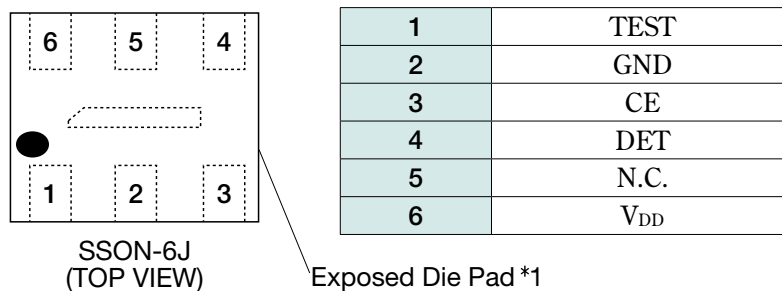 6 5 4
1 2 3
SSON-6J
(TOP VIEW)
Exposed Die Pad *1
1 TEST
2 GND
3 CE
4 DET
5 N.C.
6 VDD